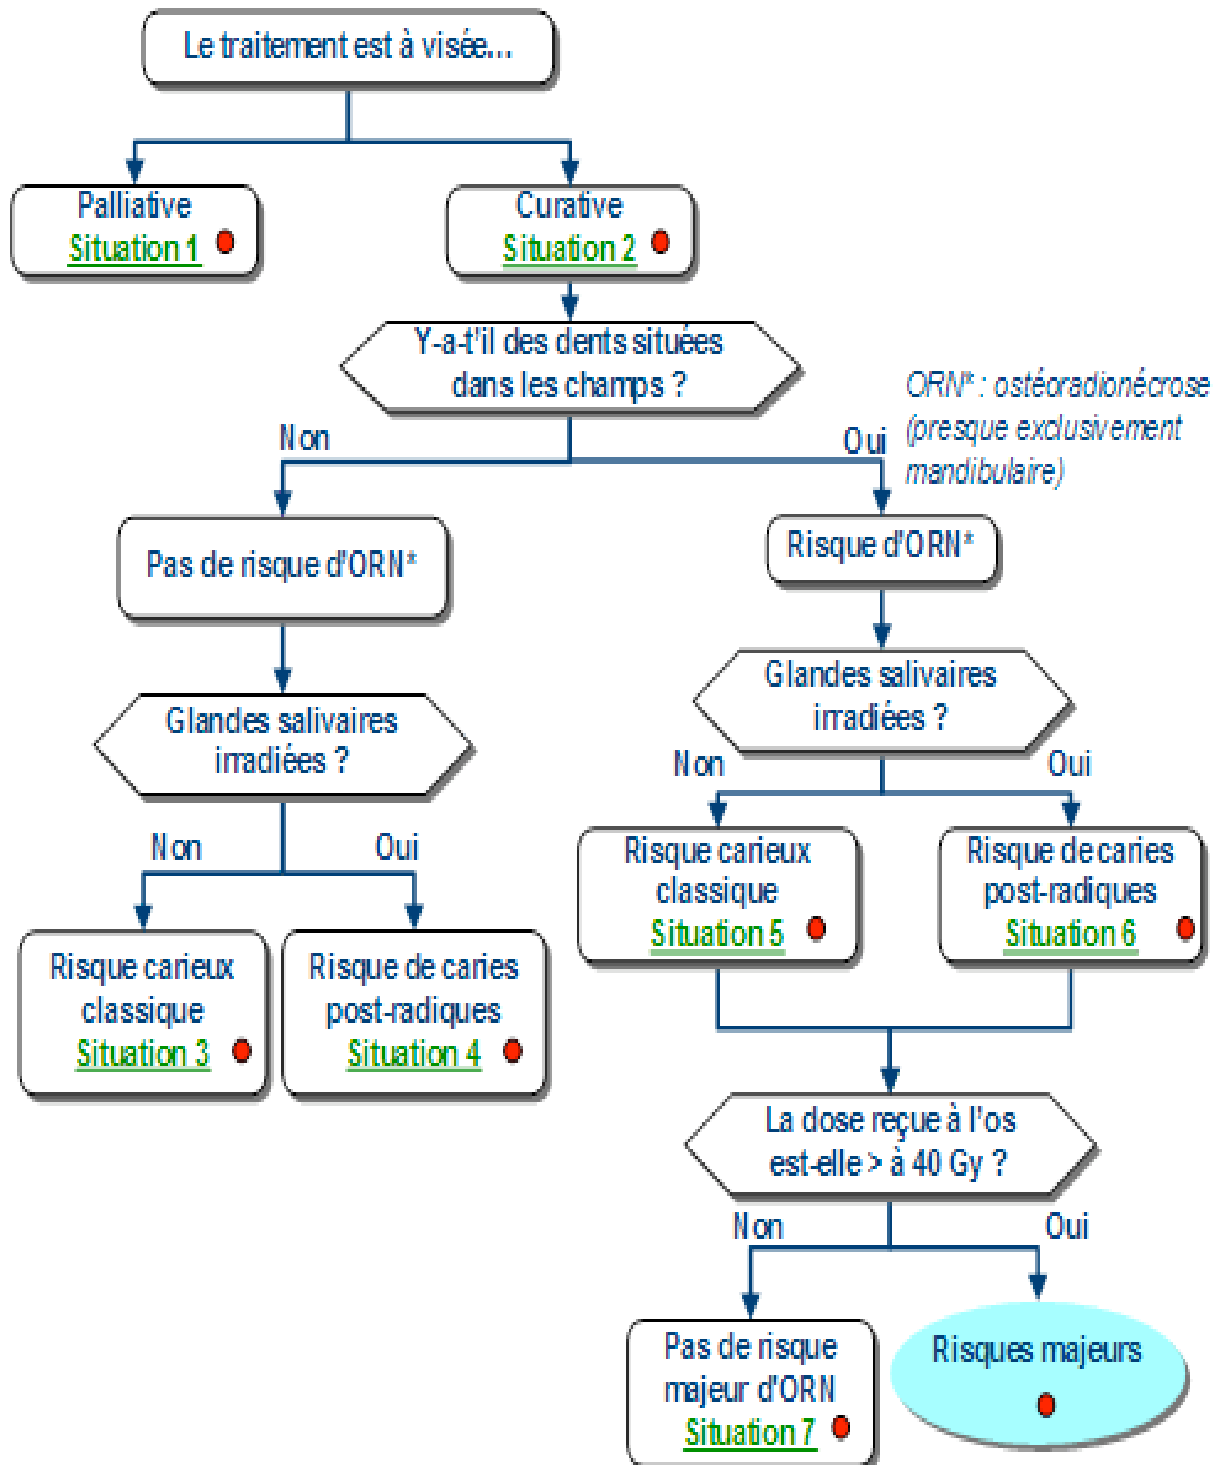 Le traitement est à visée...
Palliative
Situation 1
Curative
Situation 2
Y-a-t'il des dents situées
dans les champs ?
ORN* : ostéoradionécrose
(presque exclusivement
mandibulaire)
Non
Oui
Pas de risque d'ORN*
Risque d'ORN*
Glandes salivaires
irradiées ?
Glandes salivaires
irradiées ?
Non
Oui
Non
Oui
Risque carieux
classique
Situation 3
Risque de caries
post-radiques
Situation 4
Risque carieux
classique
Situation 5
Risque de caries
post-radiques
Situation 6
La dose reçue à l'os
est-elle > à 40 Gy ?
Non
Oui
Pas de risque
majeur d'ORN
Situation 7
Risques majeurs